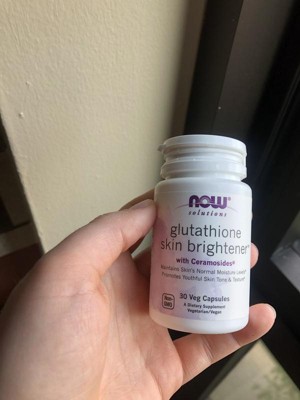 NOW
solutions
glutathione
skin brightener*
with Ceramosides®
Maintains Skin's Normal Moisture Level*
Promotes Youthful Skin Tone & Texture*
30 Veg Capsules
Non-
GMO
A Dietary Supplement
Vegetarian/Vegan